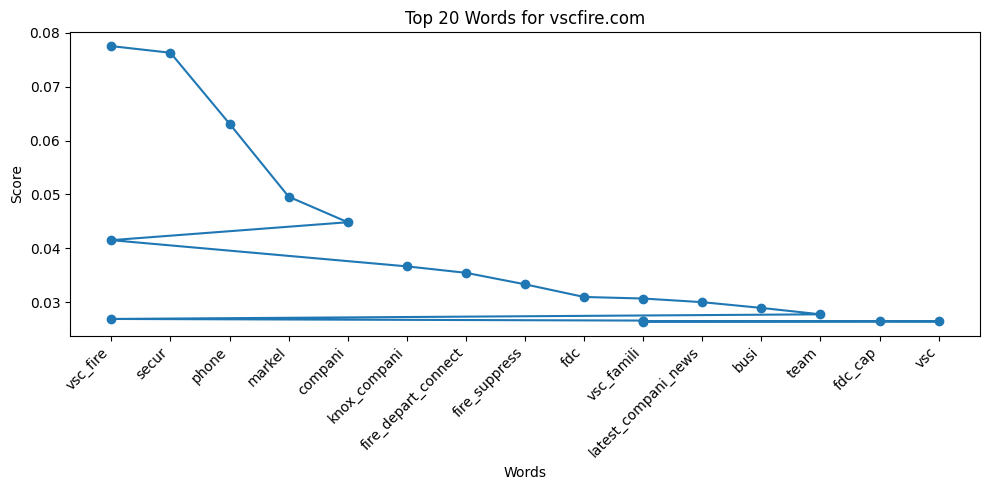 Top 20 Words for vscfire.com
0.08
0.07
0.06
0.05
0.04
0.03
Score
vsc_fire
secur
phone
markel
compani
knox_compani
fire_depart_connect
fire_suppress
fdc
vsc_famili
latest_compani_news
busi
team
fdc_cap
vsc
Words